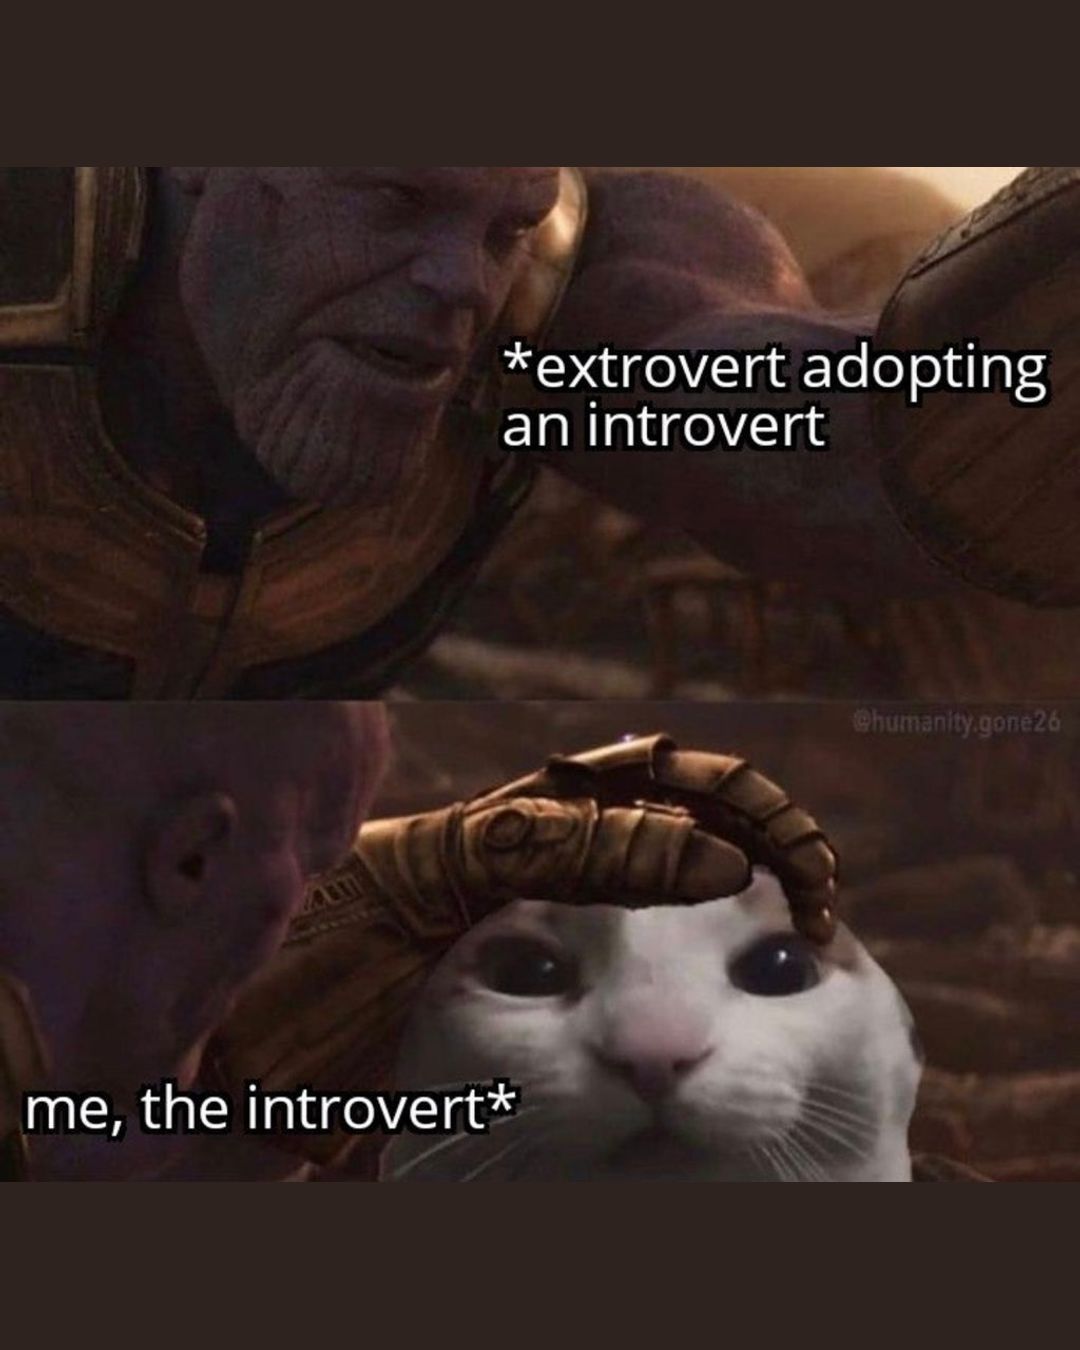 *extrovert adopting
an introvert
@humanity.gone26
me, the introvert*